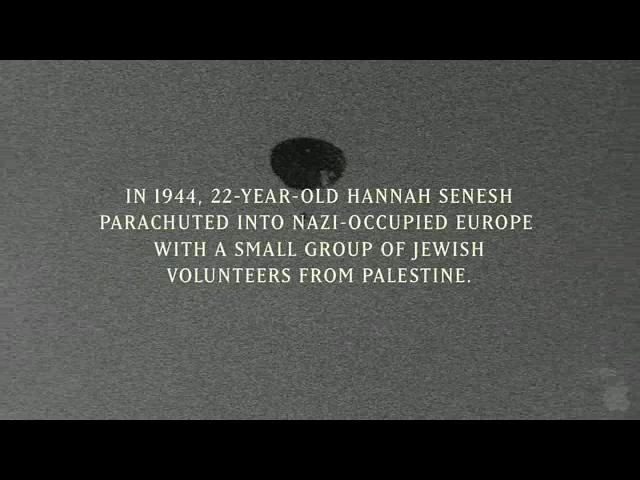 IN 1944, 22-YEAR-OLD HANNAH SENESH
PARACHUTED INTO NAZI-OCCUPIED EUROPE
WITH A SMALL GROUP OF JEWISH
VOLUNTEERS FROM PALESTINE.